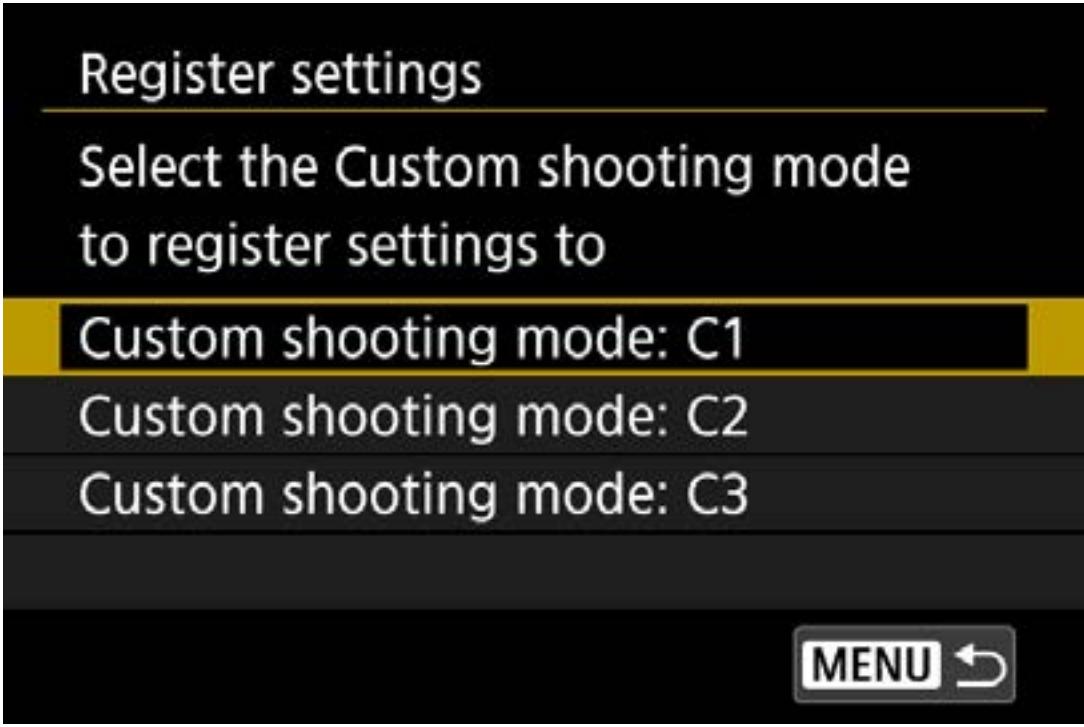 Register settings
Select the Custom shooting mode
to register settings to
Custom shooting mode: C1
Custom shooting mode: C2
Custom shooting mode: C3
MENU